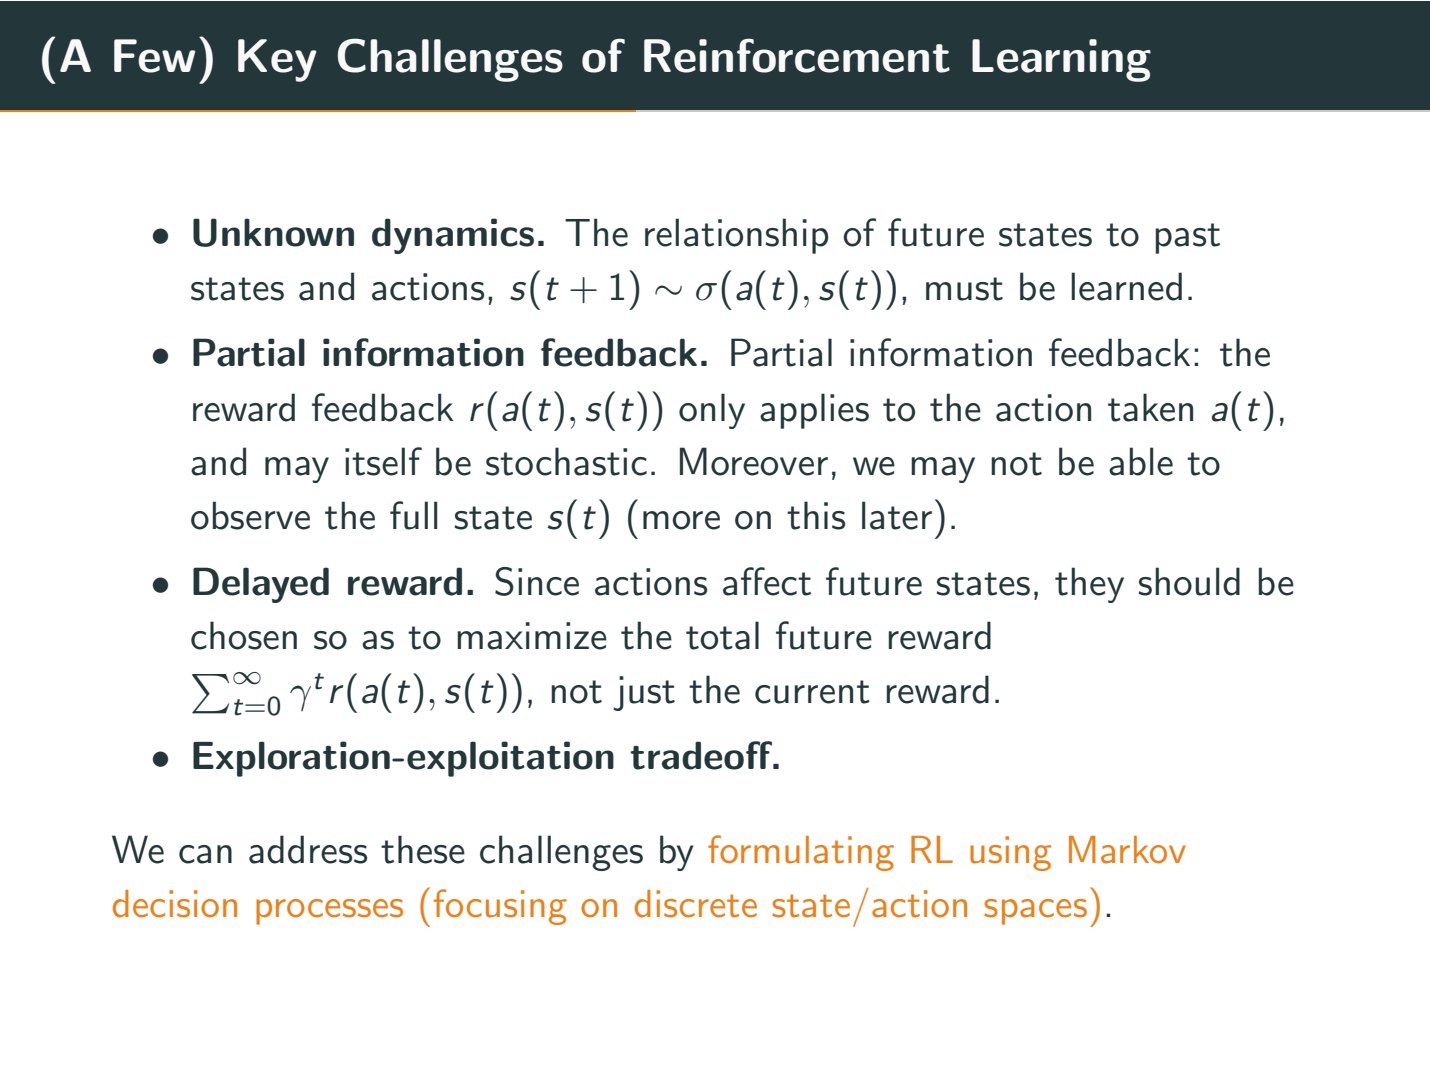 (A Few) Key Challenges of Reinforcement Learning
• Unknown dynamics. The relationship of future states to past
states and actions, s(t + 1) ∼ σ(a(t), s(t)), must be learned.
• Partial information feedback. Partial information feedback: the
reward feedback r(a(t), s(t)) only applies to the action taken a(t),
and may itself be stochastic. Moreover, we may not be able to
observe the full state s(t) (more on this later).
• Delayed reward. Since actions affect future states, they should be
chosen so as to maximize the total future reward
∑_{t=0}^{∞} γ^t r(a(t), s(t)), not just the current reward.
• Exploration-exploitation tradeoff.
We can address these challenges by formulating RL using Markov
decision processes (focusing on discrete state/action spaces).